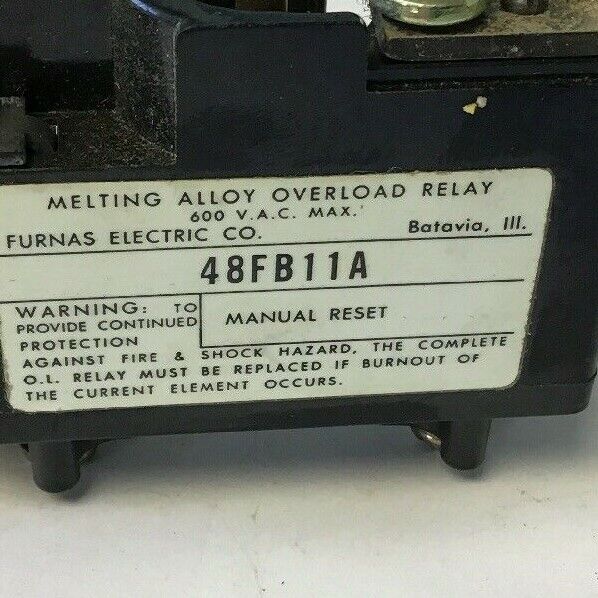 MELTING ALLOY OVERLOAD RELAY
600 V.A.C. MAX.
FURNAS ELECTRIC CO. Batavia, Ill.
48FB11A
WARNING: TO
PROVIDE CONTINUED
PROTECTION
MANUAL RESET
AGAINST FIRE & SHOCK HAZARD, THE COMPLETE
O.L. RELAY MUST BE REPLACED IF BURNOUT OF
THE CURRENT ELEMENT OCCURS.